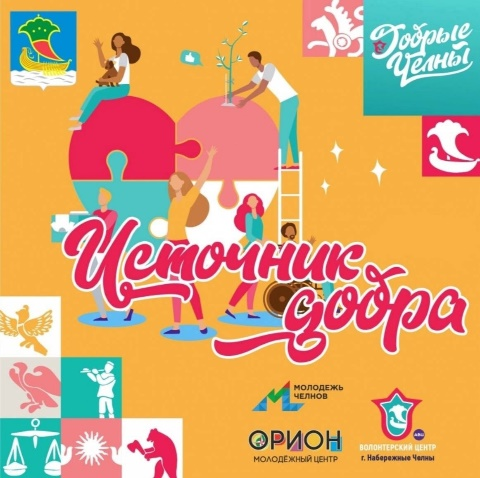 Добрые
Челны
Источник
добра
МОЛОДЕЖЬ
ЧЕЛНОВ
ОРИОН
МОЛОДЁЖНЫЙ ЦЕНТР
ВОЛОНТЕРСКИЙ ЦЕНТР
г. Набережные Челны